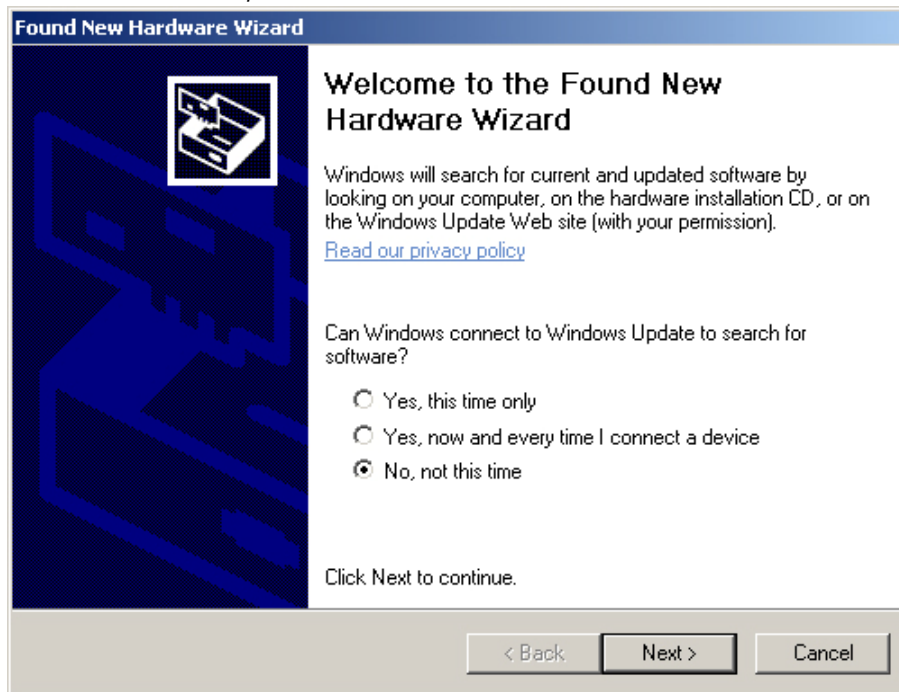 Found New Hardware Wizard
Welcome to the Found New
Hardware Wizard
Windows will search for current and updated software by
looking on your computer, on the hardware installation CD, or on
the Windows Update Web site (with your permission).
Read our privacy policy
Can Windows connect to Windows Update to search for
software?
Yes, this time only
Yes, now and every time I connect a device
No, not this time
Click Next to continue.
< Back
Next >
Cancel